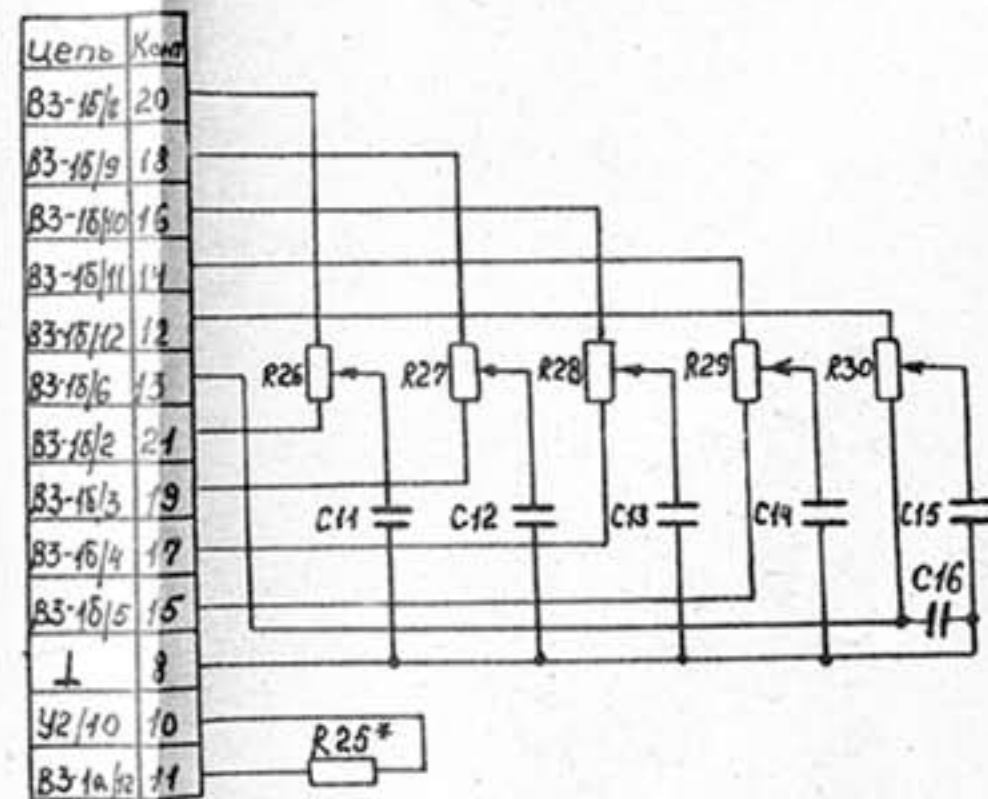 Цепь Конт
В3-1б/8 20
В3-1б/9 18
В3-1б/10 16
В3-1б/11 14
В3-1б/12 12
В3-1б/6 13
В3-1б/2 21
В3-1б/3 19
В3-1б/4 17
В3-1б/5 15
⊥ 8
У2/10 10
В3-1а/12 11
R26 R27 R28 R29 R30
C11 C12 C13 C14 C15
C16
R25*